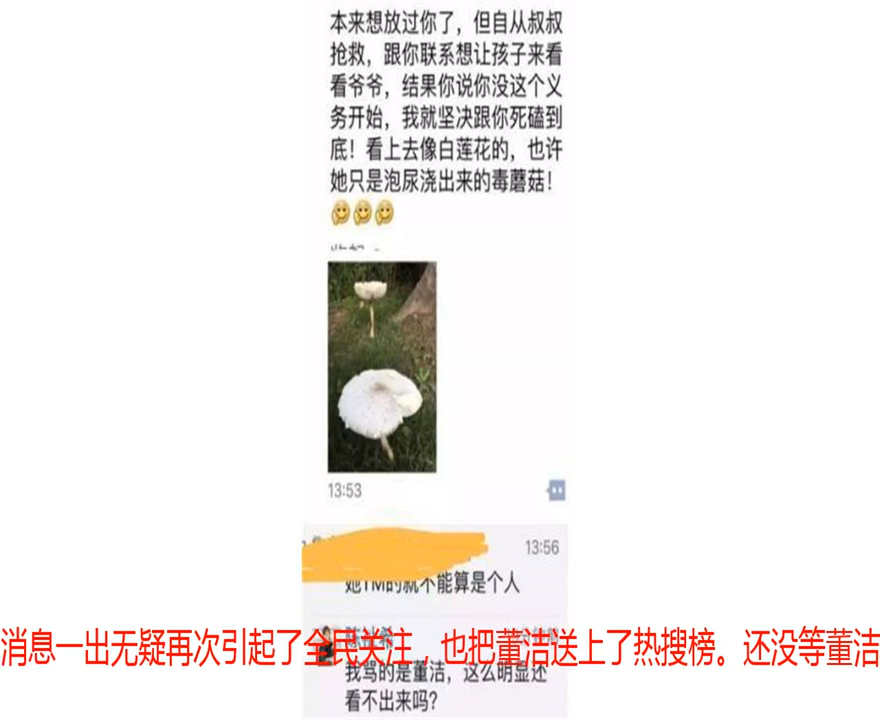 本来想放过你了，但自从叔叔
抢救，跟你联系想让孩子来看
看爷爷，结果你说你没这个义
务开始，我就坚决跟你死磕到
底！看上去像白莲花的，也许
她只是泡尿浇出来的毒蘑菇！
13:53
13:56
她TM的就不能算是个人
消息一出无疑再次引起了全民关注，也把董洁送上了热搜榜。还没等董洁
我骂的是董洁，这么明显还
看不出来吗？